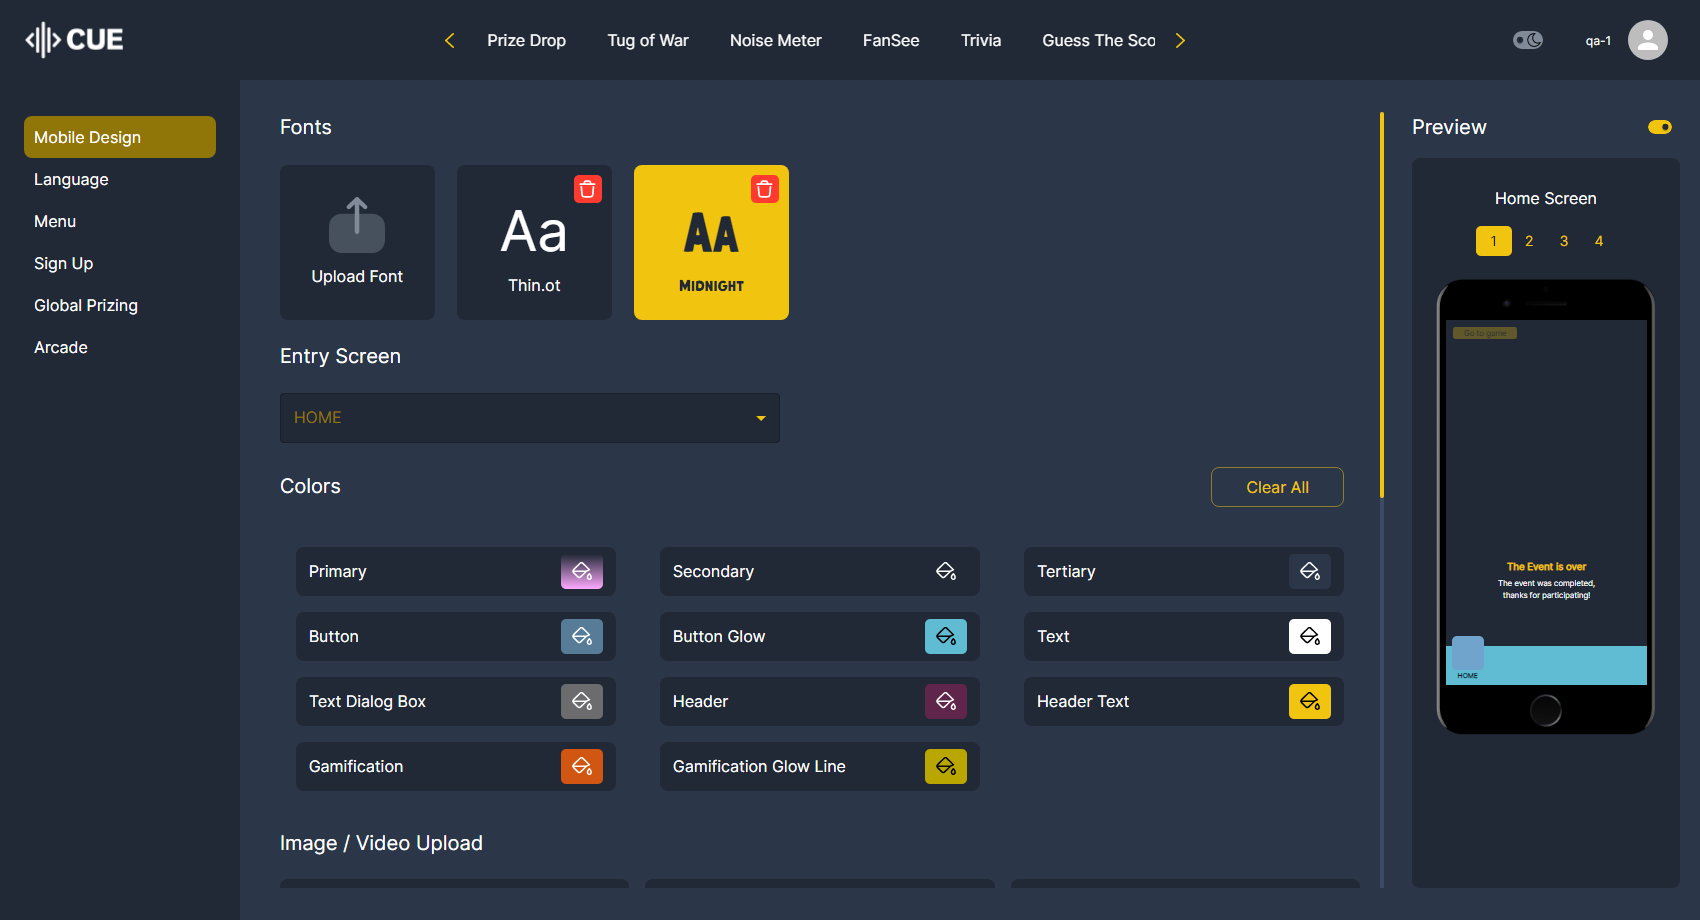 CUE
Prize Drop
Tug of War
Noise Meter
FanSee
Trivia
Guess The Sco
qa-1
Mobile Design
Language
Menu
Sign Up
Global Prizing
Arcade
Fonts
Upload Font
Aa
Thin.ot
AA
MIDNIGHT
Entry Screen
HOME
Colors
Clear All
Primary
Secondary
Tertiary
Button
Button Glow
Text
Text Dialog Box
Header
Header Text
Gamification
Gamification Glow Line
Image / Video Upload
Preview
Home Screen
1 2 3 4
Go to game
The Event is over
The event was completed,
thanks for participating!
HOME